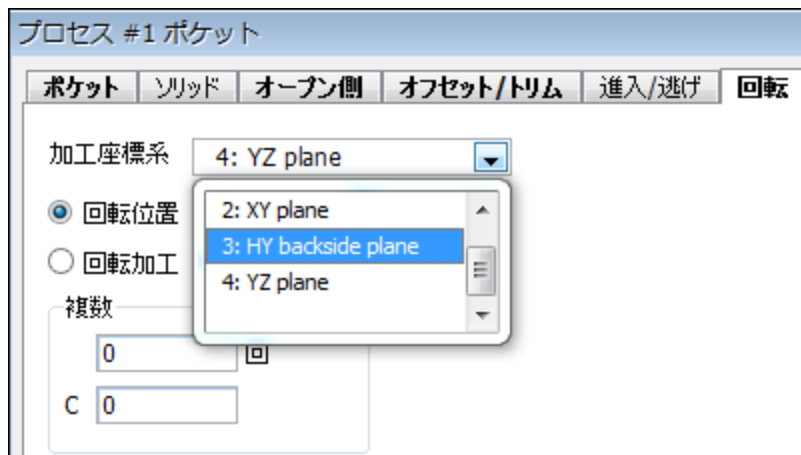 プロセス #1 ポケット
ポケット ソリッド オープン側 オフセット/トリム 進入/逃げ 回転
加工座標系 4: YZ plane
回転位置 2: XY plane
3: HY backside plane
回転加工 4: YZ plane
複数
0 回
C 0